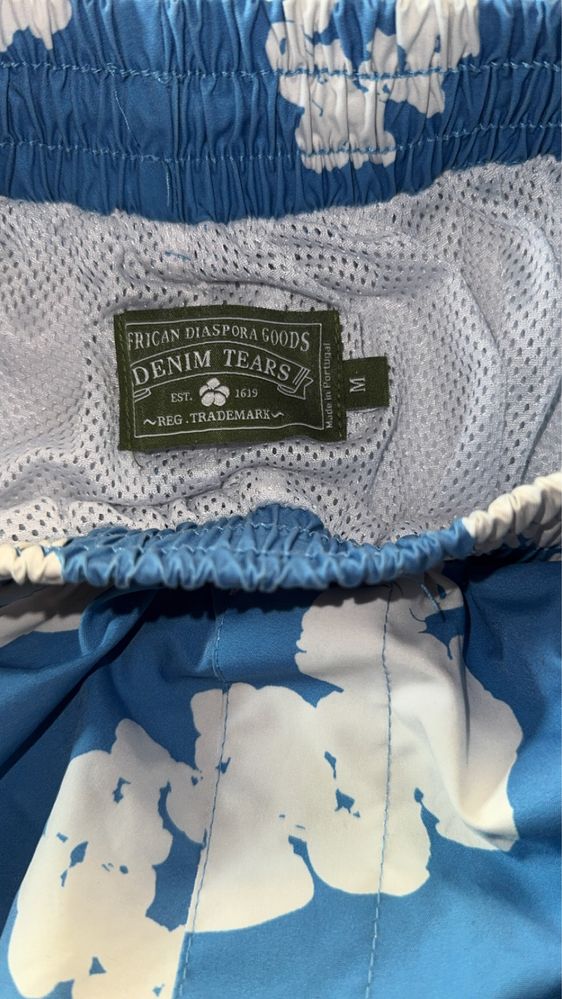 FRICAN DIASPORA GOODS
DENIM TEARS
EST. 1619
~REG .TRADEMARK~
Made in Portugal
M